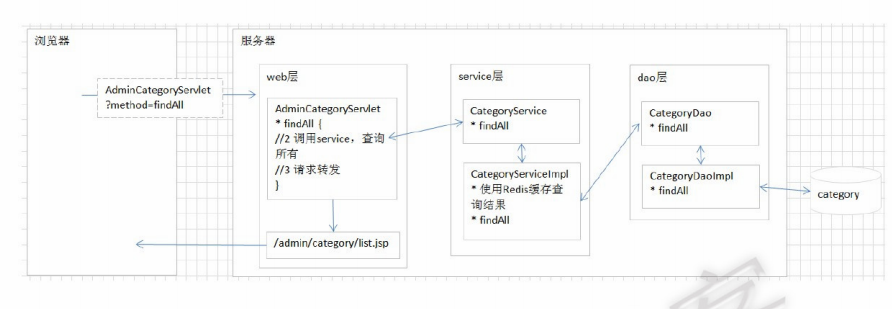 浏览器
服务器
AdminCategoryServlet
?method=findAll
web层
AdminCategoryServlet
* findAll {
//2 调用service，查询
所有
//3 请求转发
}
/admin/category/list.jsp
service层
CategoryService
* findAll
CategoryServiceImpl
* 使用Redis缓存查
询结果
* findAll
dao层
CategoryDao
* findAll
CategoryDaoImpl
* findAll
category
客